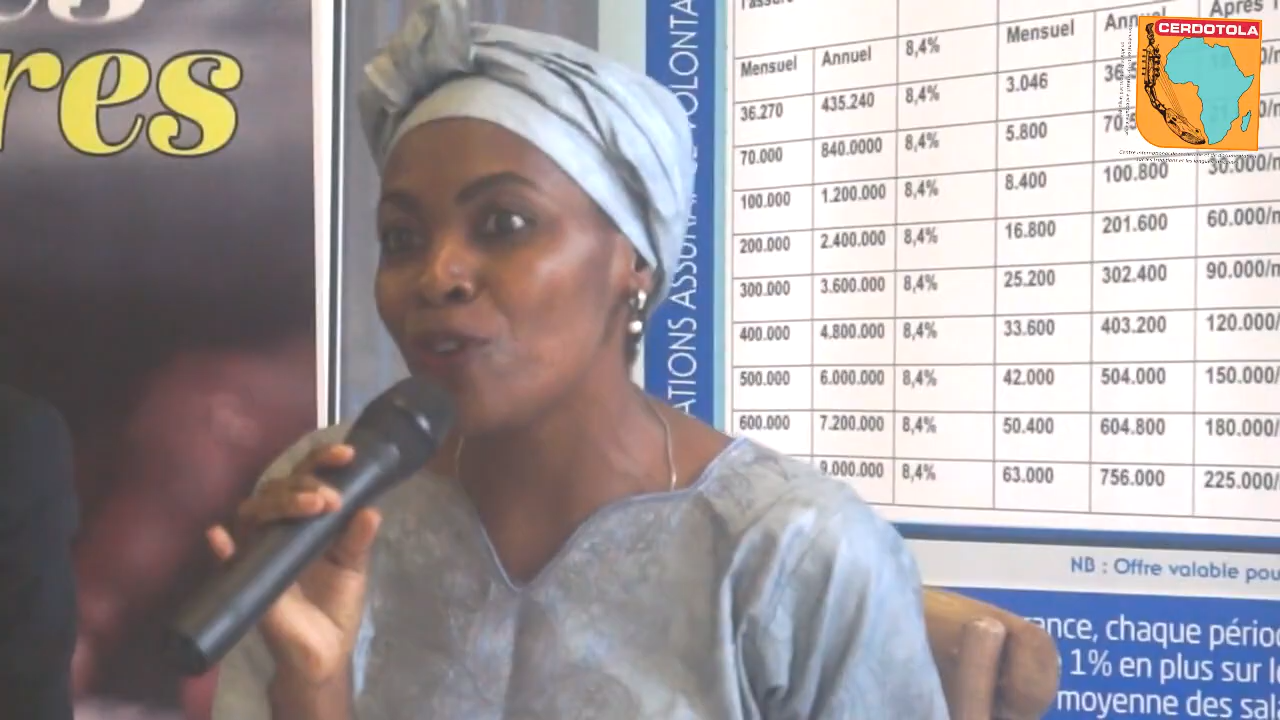 res
ATIONS ASSURA
VOLONTA
l'assuré
Mensuel Annuel 8,4% Mensuel Annuel Après
36.270 435.240 8,4% 3.046
70.000 840.0000 8,4% 5.800
100.000 1.200.000 8,4% 8.400 100.800 30.000/m
200.000 2.400.000 8,4% 16.800 201.600 60.000/m
300.000 3.600.000 8,4% 25.200 302.400 90.000/m
400.000 4.800.000 8,4% 33.600 403.200 120.000/
500.000 6.000.000 8,4% 42.000 504.000 150.000/
600.000 7.200.000 8,4% 50.400 604.800 180.000/
9.000.000 8,4% 63.000 756.000 225.000/
NB : Offre valable pou
ance, chaque pério
1% en plus sur l
moyenne des sal
CERDOTOLA